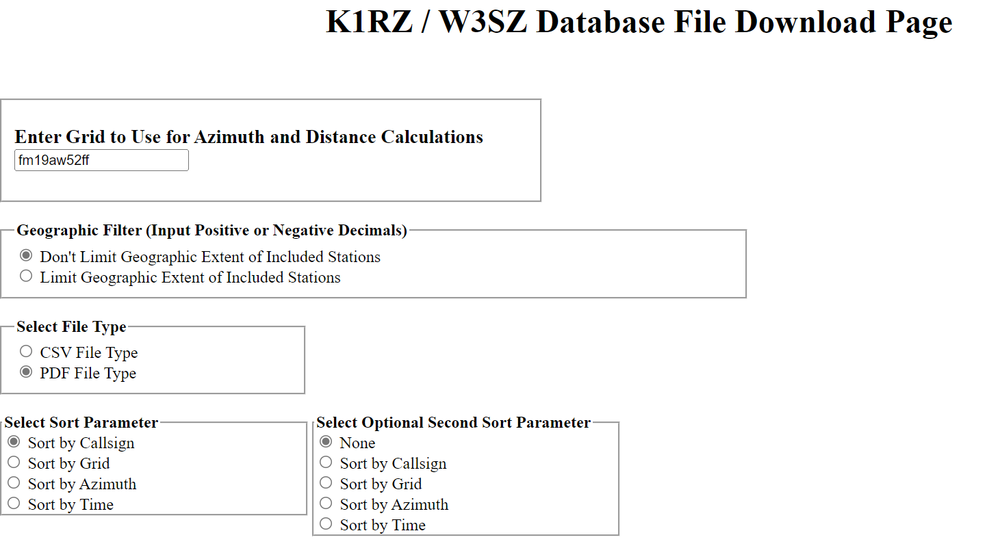 K1RZ / W3SZ Database File Download Page
Enter Grid to Use for Azimuth and Distance Calculations
fm19aw52ff
Geographic Filter (Input Positive or Negative Decimals)
Don't Limit Geographic Extent of Included Stations
Limit Geographic Extent of Included Stations
Select File Type
CSV File Type
PDF File Type
Select Sort Parameter
Sort by Callsign
Sort by Grid
Sort by Azimuth
Sort by Time
Select Optional Second Sort Parameter
None
Sort by Callsign
Sort by Grid
Sort by Azimuth
Sort by Time